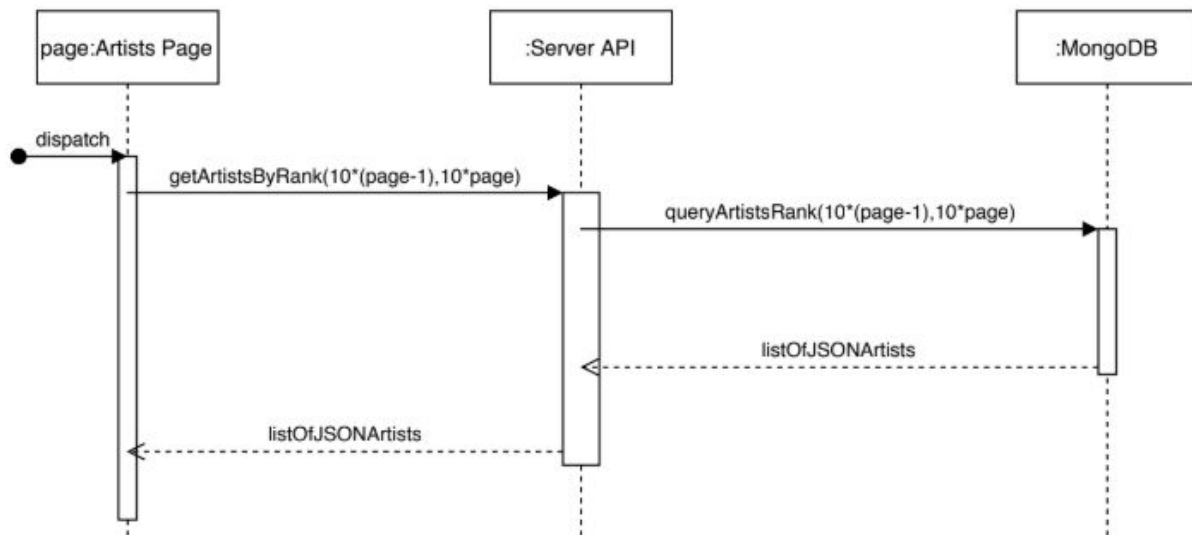 page:Artists Page
:Server API
:MongoDB
dispatch
getArtistsByRank(10*(page-1),10*page)
queryArtistsRank(10*(page-1),10*page)
listOfJSONArtists
listOfJSONArtists